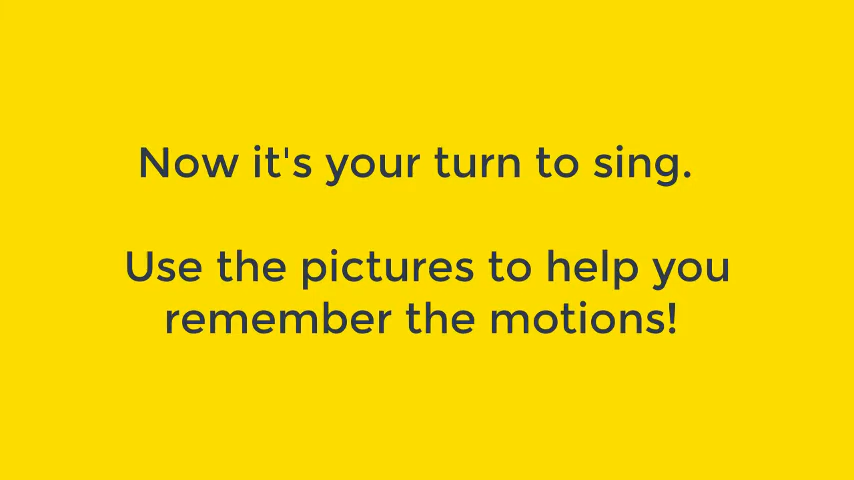 Now it's your turn to sing.
Use the pictures to help you
remember the motions!